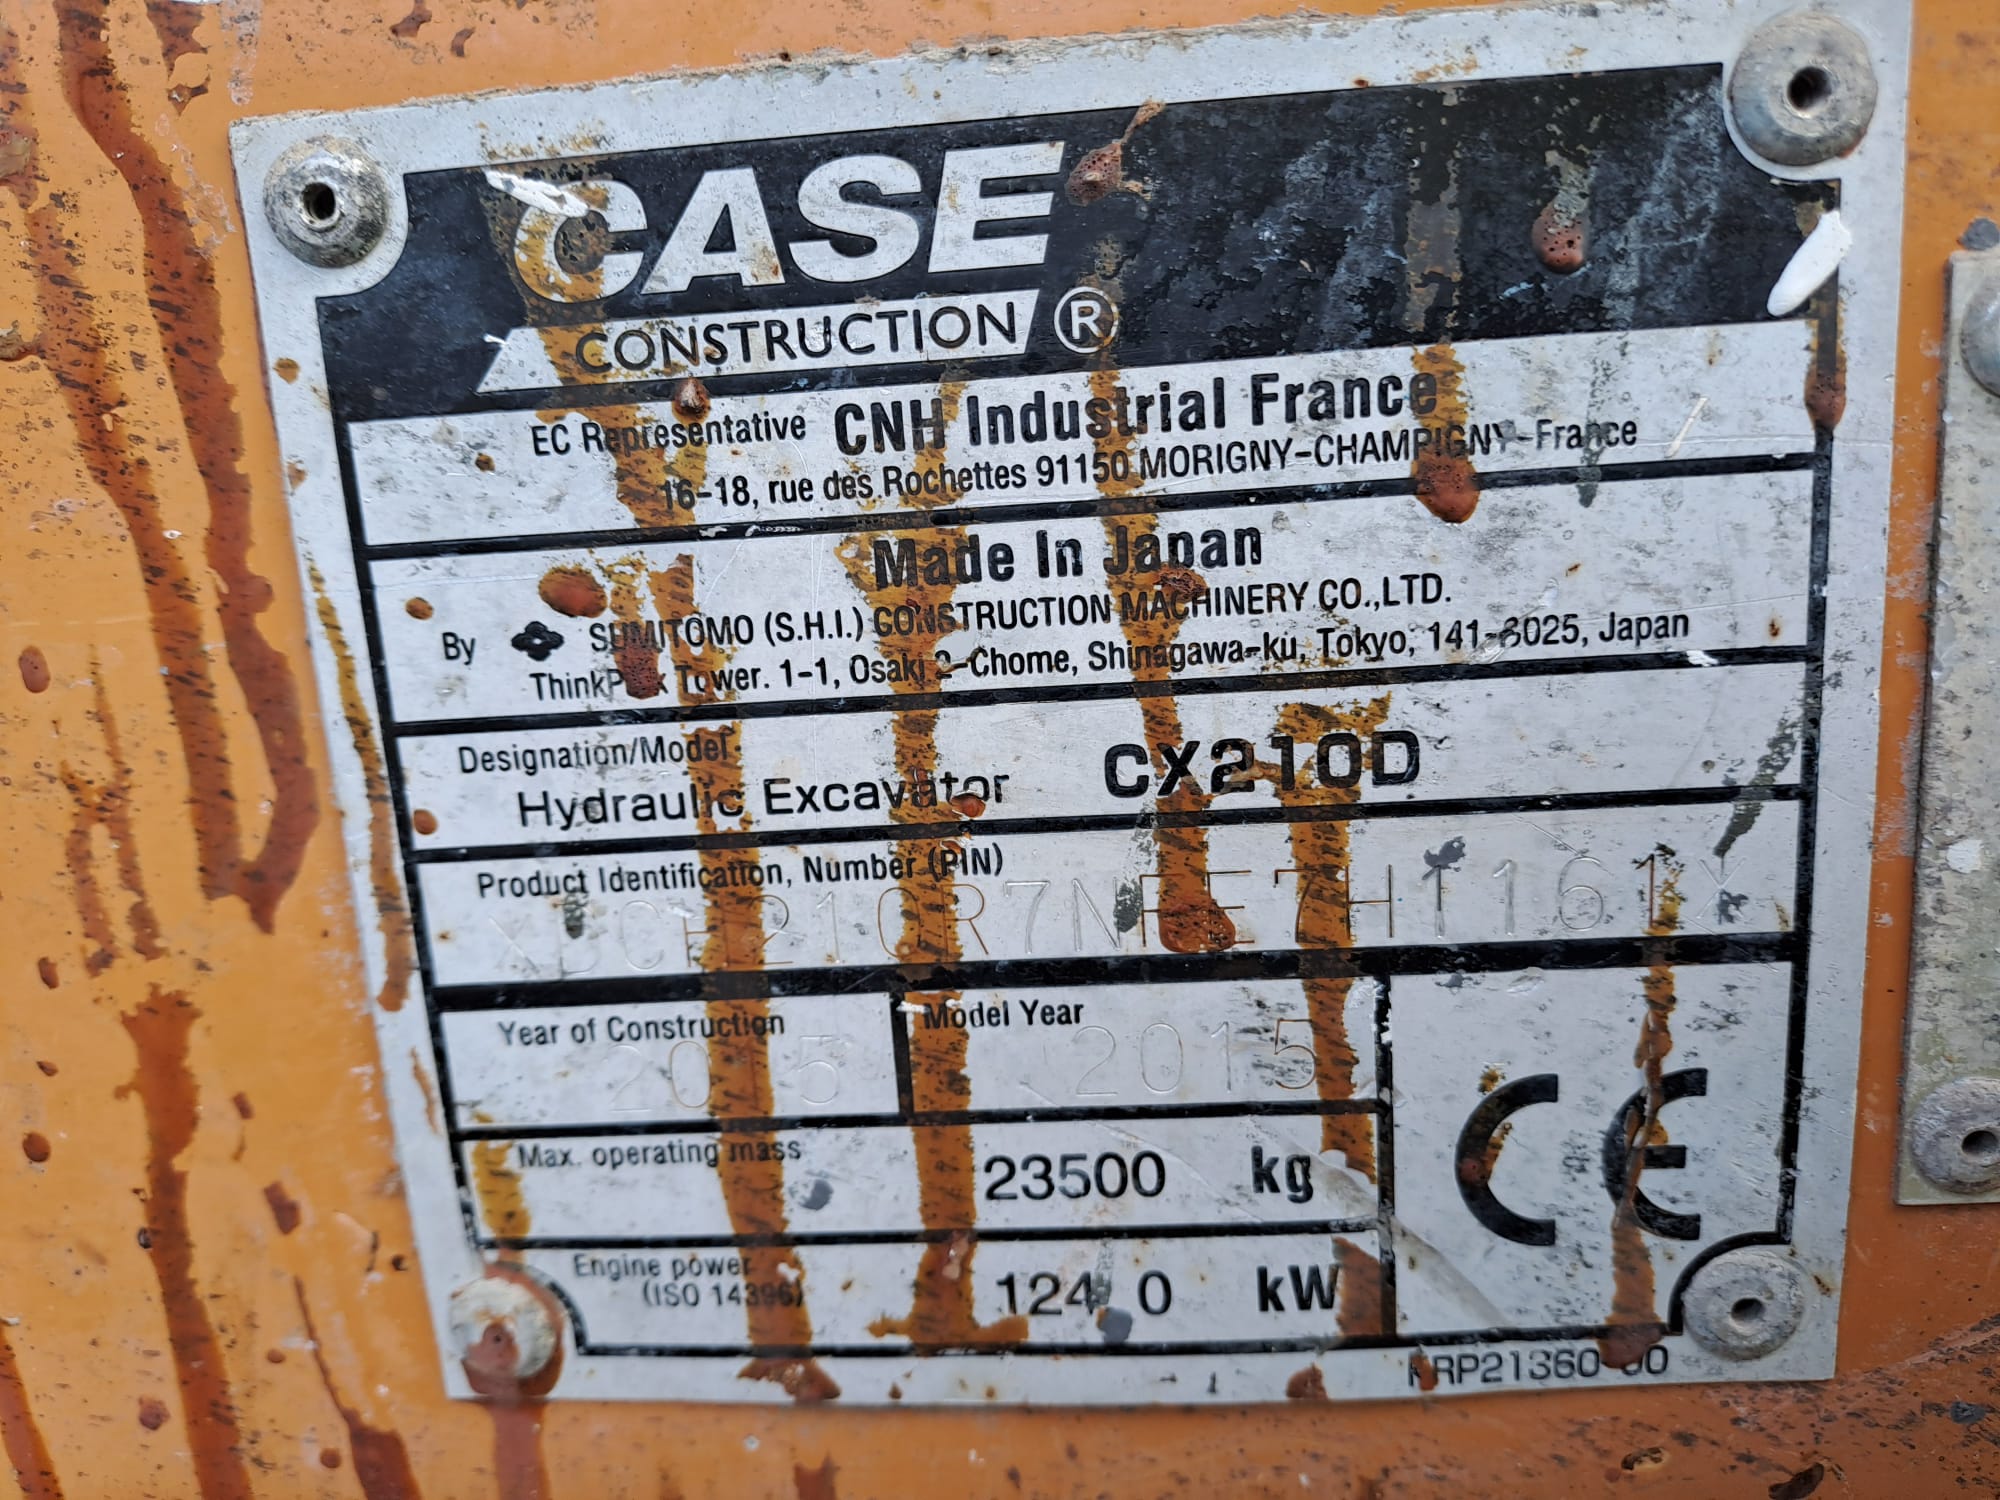 CASE
CONSTRUCTION ®
EC Representative CNH Industrial France
16-18, rue des Rochettes 91150 MORIGNY-CHAMPIGNY-France
Made In Japan
By SUMITOMO (S.H.I.) CONSTRUCTION MACHINERY CO.,LTD.
ThinkPark Tower. 1-1, Osaki 2-Chome, Shinagawa-ku, Tokyo, 141-6025, Japan
Designation/Model
Hydraulic Excavator CX210D
Product Identification, Number (PIN)
Year of Construction Model Year
2015 2015
Max. operating mass 23500 kg
Engine power 124.0 kW
(ISO 14396)
CE